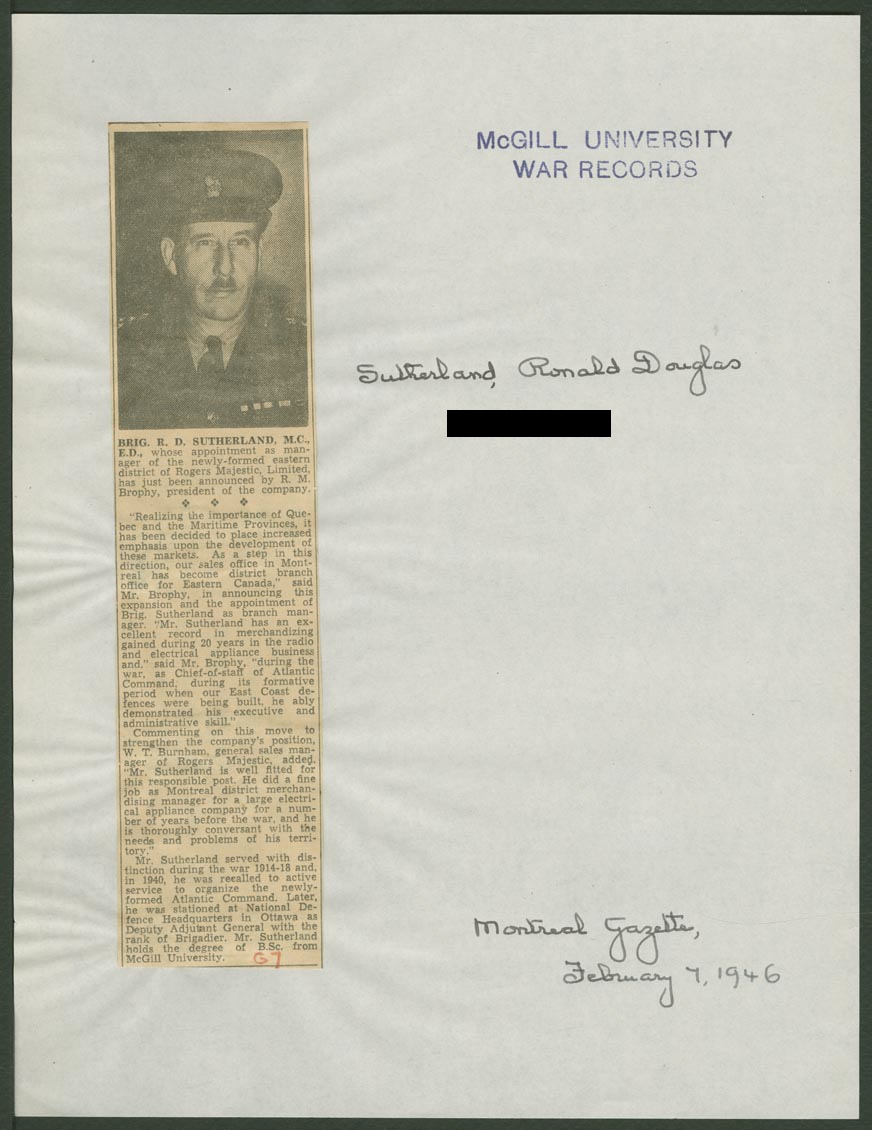 McGILL UNIVERSITY
WAR RECORDS
Sutherland, Ronald Douglas
BRIG. R. D. SUTHERLAND, M.C.,
E.D., whose appointment as man-
ager of the newly-formed eastern
district of Rogers Majestic, Limited,
has just been announced by R. M.
Brophy, president of the company.
"Realizing the importance of Que-
bec and the Maritime Provinces, it
has been decided to place increased
emphasis upon the development of
these markets. As a step in this
direction, our sales office in Mont-
real has become district branch
office for Eastern Canada," said
Mr. Brophy, in announcing this
expansion and the appointment of
Brig. Sutherland as branch man-
ager. "Mr. Sutherland has an ex-
cellent record in merchandizing
gained during 20 years in the radio
and electrical appliance business
and," said Mr. Brophy, "during the
war, as Chief-of-staff of Atlantic
Command, during its formative
period when our East Coast de-
fences were being built, he ably
demonstrated his executive and
administrative skill."
Commenting on this move to
strengthen the company's position,
W. T. Burnham, general sales man-
ager of Rogers Majestic, added,
"Mr. Sutherland is well fitted for
this responsible post. He did a fine
job as Montreal district merchan-
dising manager for a large electri-
cal appliance company for a num-
ber of years before the war, and he
is thoroughly conversant with the
needs and problems of his terri-
tory."
Mr. Sutherland served with dis-
tinction during the war 1914-18 and,
in 1940, he was recalled to active
service to organize the newly-
formed Atlantic Command. Later,
he was stationed at National De-
fence Headquarters in Ottawa as
Deputy Adjutant General with the
rank of Brigadier. Mr. Sutherland
holds the degree of B.Sc. from
McGill University.
G7
Montreal Gazette,
February 7, 1946